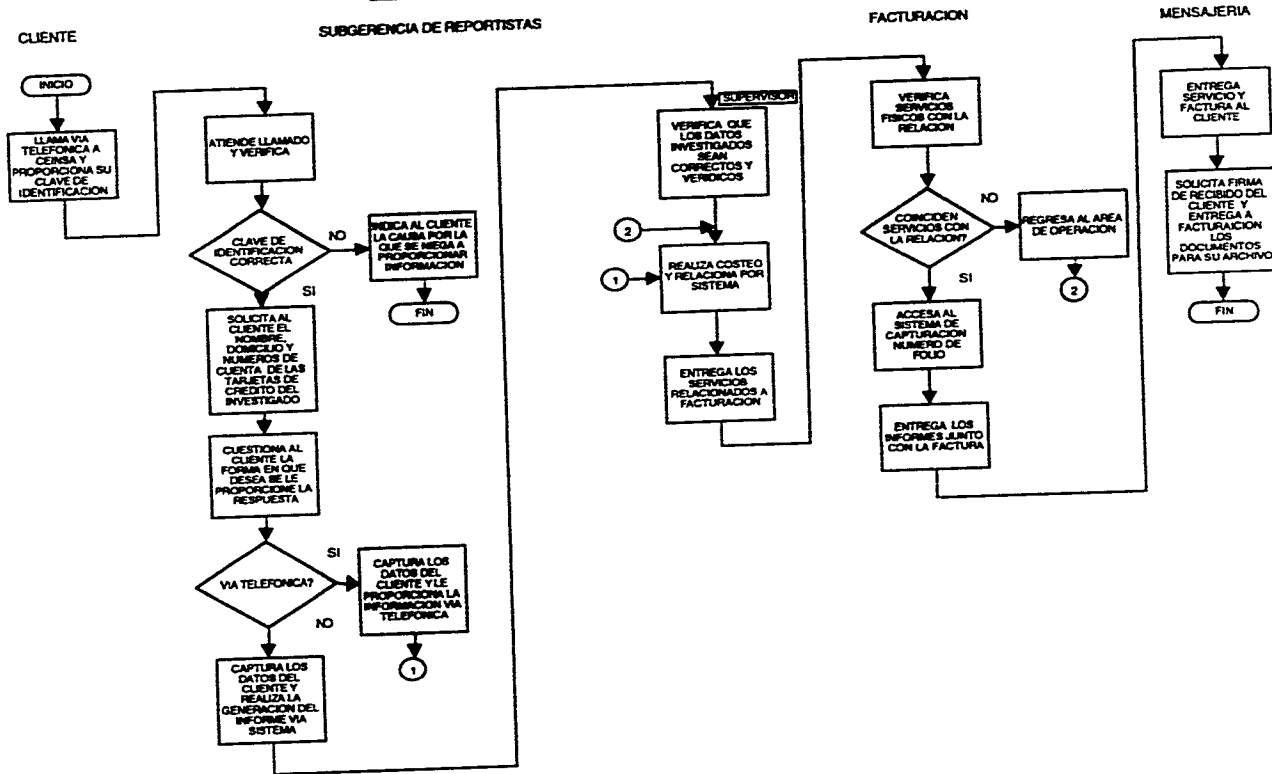 CLIENTE
INICIO
LLAMA VIA
TELEFONICA A
CEINSA Y
PROPORCIONA SU
CLAVE DE
IDENTIFICACION
SUBGERENCIA DE REPORTISTAS
ATIENDE LLAMADO
Y VERIFICA
CLAVE DE
IDENTIFICACION
CORRECTA
NO
INDICA AL CLIENTE
LA CAUSA POR LA
QUE SE NIEGA A
PROPORCIONAR
INFORMACION
FIN
SI
SOLICITA AL
CLIENTE EL
NOMBRE,
DOMICILIO Y
NUMEROS DE
CUENTA DE LAS
TARJETAS DE
CREDITO DEL
INVESTIGADO
CUESTIONA AL
CLIENTE LA
FORMA EN QUE
DESEA SE LE
PROPORCIONE LA
RESPUESTA
VIA TELEFONICA?
SI
CAPTURA LOS
DATOS DEL
CLIENTE Y LE
PROPORCIONA LA
INFORMACION VIA
TELEFONICA
1
NO
CAPTURA LOS
DATOS DEL
CLIENTE Y
REALIZA LA
GENERACION DEL
INFORME VIA
SISTEMA
SUPERVISOR
VERIFICA QUE
LOS DATOS
INVESTIGADOS
SEAN
CORRECTOS Y
VERIDICOS
2
1
REALIZA COSTEO
Y RELACIONA POR
SISTEMA
ENTREGA LOS
SERVICIOS
RELACIONADOS A
FACTURACION
FACTURACION
VERIFICA
SERVICIOS
FISICOS CON LA
RELACION
COINCIDEN
SERVICIOS CON
LA RELACION?
NO
REGRESA AL AREA
DE OPERACION
2
SI
ACCESA AL
SISTEMA DE
CAPTURACION
NUMERO DE
FOLIO
ENTREGA LOS
INFORMES JUNTO
CON LA FACTURA
MENSAJERIA
ENTREGA
SERVICIO Y
FACTURA AL
CLIENTE
SOLICITA FIRMA
DE RECIBIDO DEL
CLIENTE Y
ENTREGA A
FACTURAICION
LOS
DOCUMENTOS
PARA SU ARCHIVO
FIN